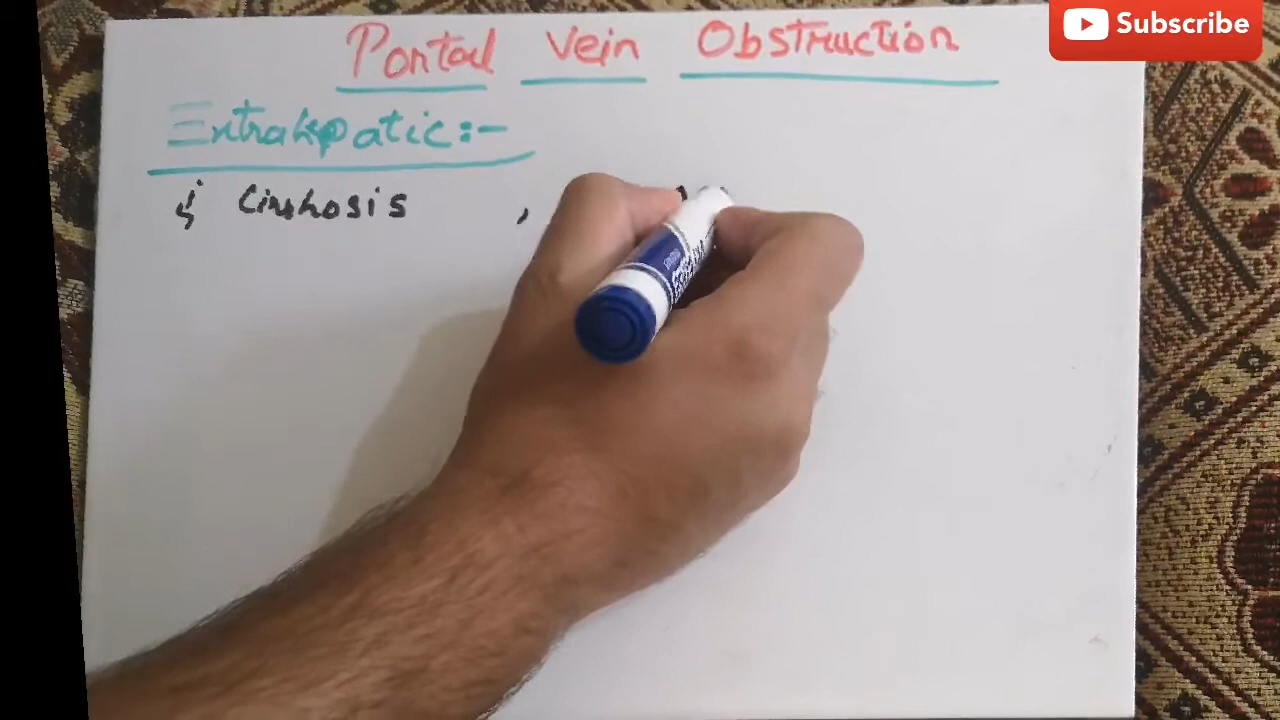 Portal Vein Obstruction
Subscribe
Extrahepatic:-
i, Cirrhosis ,